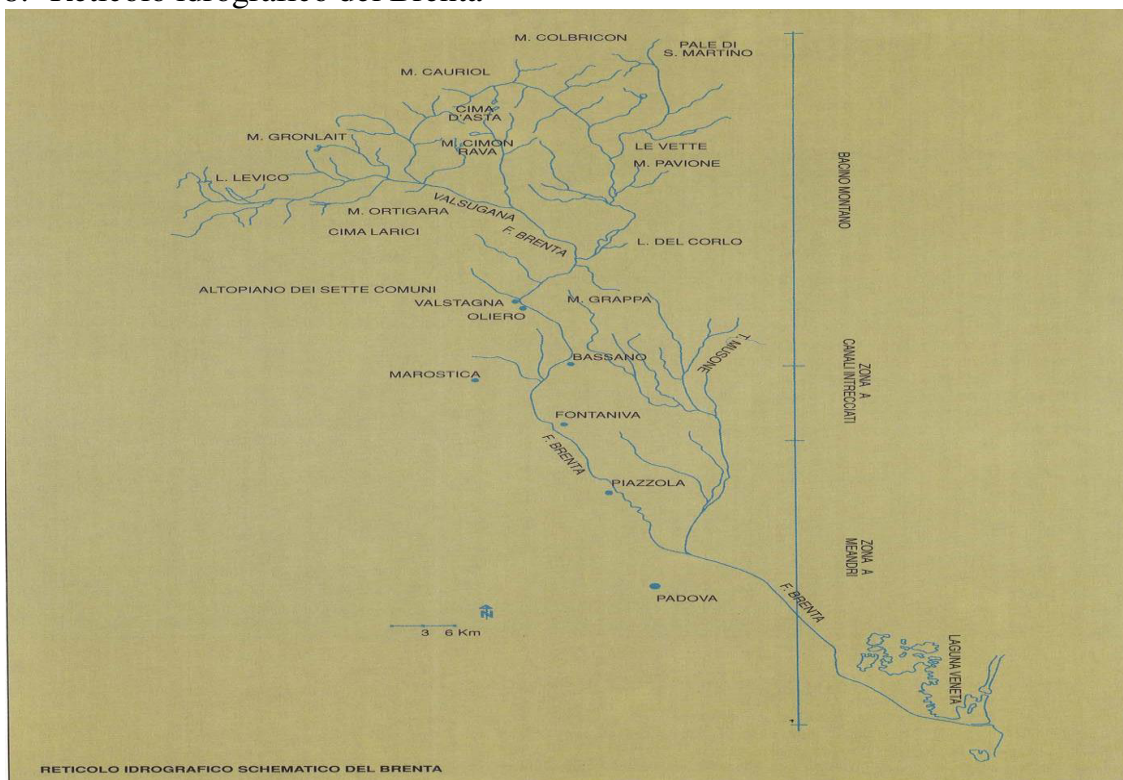 M. COLBRICON
PALE DI
S. MARTINO
M. CAURIOL
CIMA
D'ASTA
M. GRONLAIT
M. CIMON
RAVA
LE VETTE
M. PAVIONE
L. LEVICO
VALSUGANA
M. ORTIGARA
CIMA LARICI
F. BRENTA
L. DEL CORLO
BACINO MONTANO
ALTOPIANO DEI SETTE COMUNI
VALSTAGNA
OLIERO
M. GRAPPA
T. MUSONE
BASSANO
MAROSTICA
ZONA A
CANALI INTRECCIATI
FONTANIVA
F. BRENTA
PIAZZOLA
ZONA A
MEANDRI
PADOVA
F. BRENTA
N
3 6 Km
LAGUNA VENETA
RETICOLO IDROGRAFICO SCHEMATICO DEL BRENTA